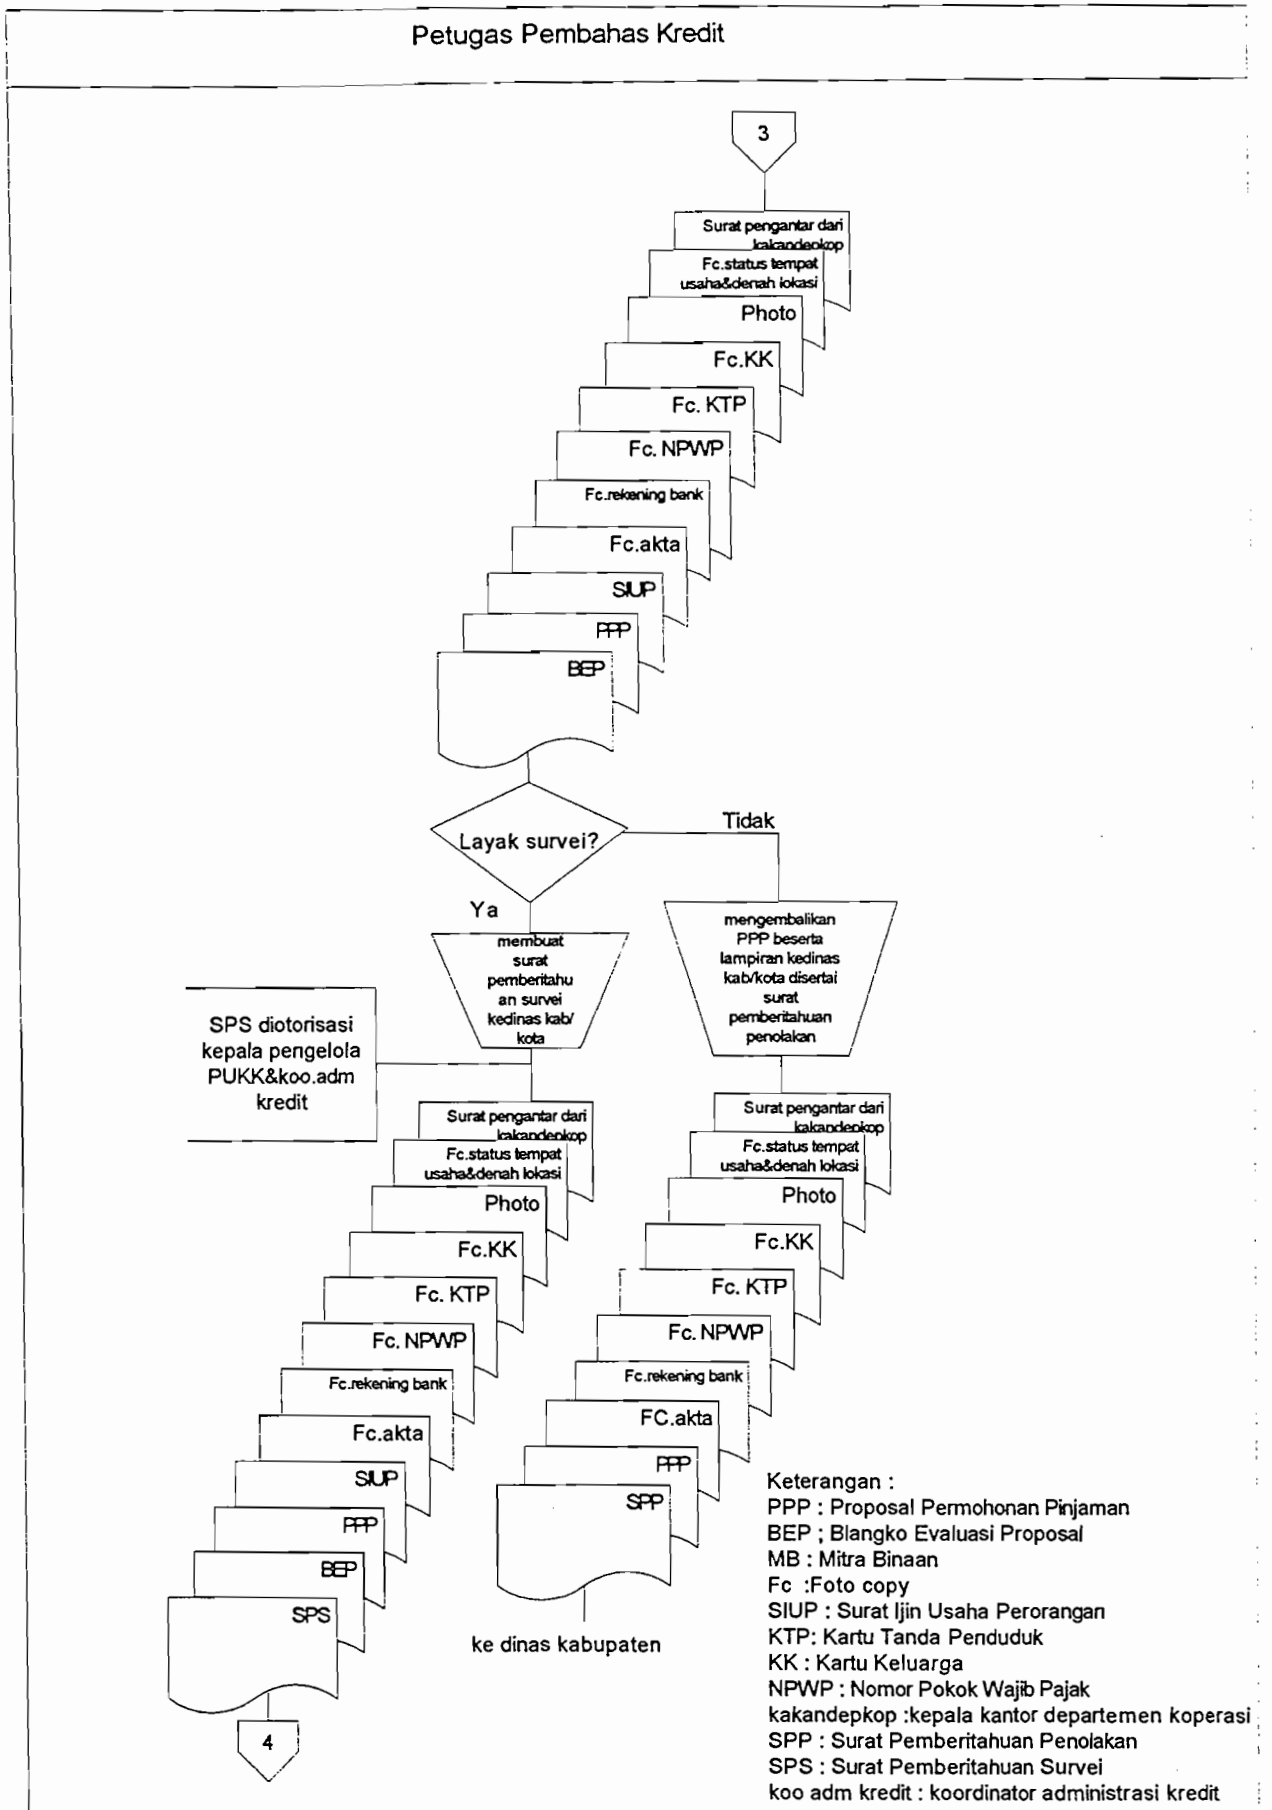 Petugas Pembahas Kredit
3
Surat pengantar dari
kakandepkop
Fc.status tempat
usaha&denah lokasi
Photo
Fc.KK
Fc. KTP
Fc. NPWP
Fc.rekening bank
Fc.akta
SIUP
PPP
BEP
Layak survei?
Tidak
Ya
membuat
surat
pemberitahu
an survei
kedinas kab/
kota
mengembalikan
PPP beserta
lampiran kedinas
kab/kota disertai
surat
pemberitahuan
penolakan
SPS diotorisasi
kepala pengelola
PUKK&koo.adm
kredit
Surat pengantar dari
kakandepkop
Fc.status tempat
usaha&denah lokasi
Photo
Fc.KK
Fc. KTP
Fc. NPWP
Fc.rekening bank
Fc.akta
SIUP
PPP
BEP
SPS
4
Surat pengantar dari
kakandepkop
Fc.status tempat
usaha&denah lokasi
Photo
Fc.KK
Fc. KTP
Fc. NPWP
Fc.rekening bank
FC.akta
PPP
SPP
ke dinas kabupaten
Keterangan :
PPP : Proposal Permohonan Pinjaman
BEP ; Blangko Evaluasi Proposal
MB : Mitra Binaan
Fc :Foto copy
SIUP : Surat Ijin Usaha Perorangan
KTP: Kartu Tanda Penduduk
KK : Kartu Keluarga
NPWP : Nomor Pokok Wajib Pajak
kakandepkop :kepala kantor departemen koperasi
SPP : Surat Pemberitahuan Penolakan
SPS : Surat Pemberitahuan Survei
koo adm kredit : koordinator administrasi kredit